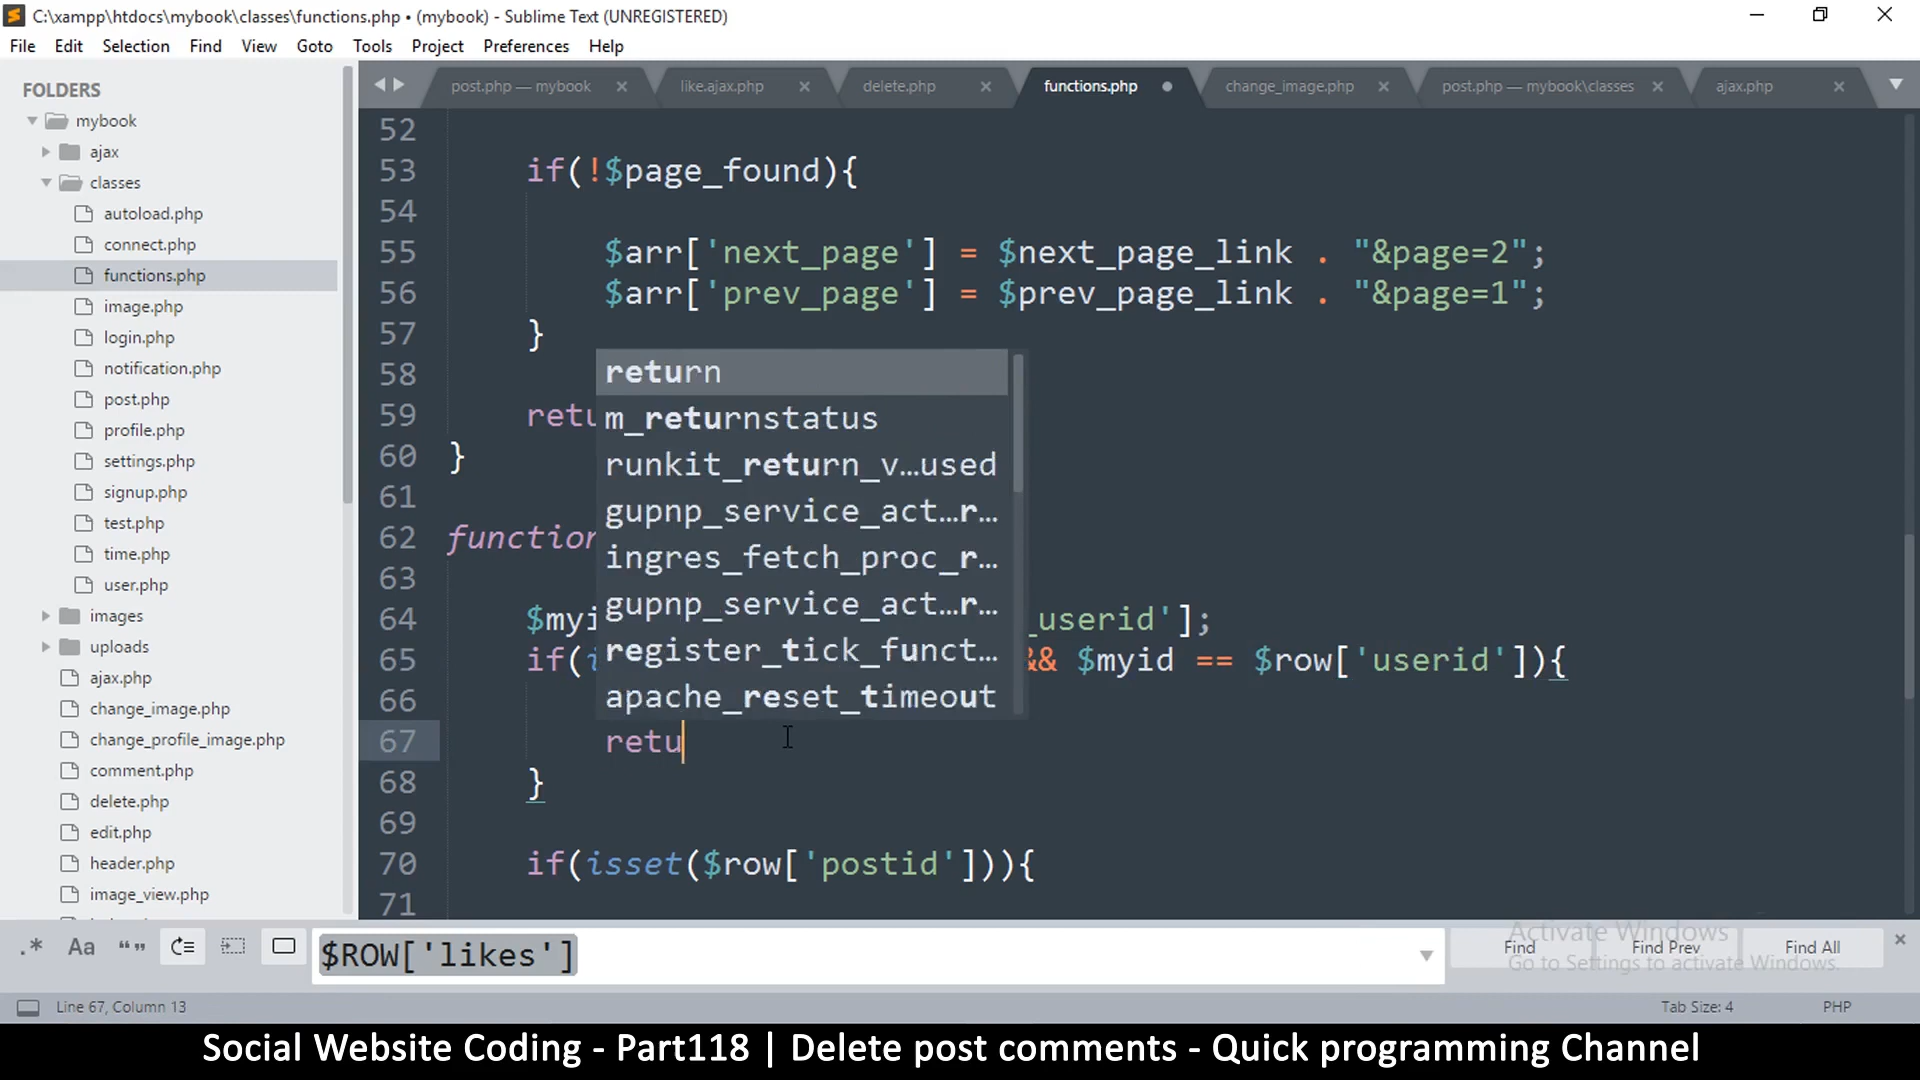 C:\xampp\htdocs\mybook\classes\functions.php • (mybook) - Sublime Text (UNREGISTERED)
File Edit Selection Find View Goto Tools Project Preferences Help
FOLDERS
mybook
ajax
classes
autoload.php
connect.php
functions.php
image.php
login.php
notification.php
post.php
profile.php
settings.php
signup.php
test.php
time.php
user.php
images
uploads
ajax.php
change_image.php
change_profile_image.php
comment.php
delete.php
edit.php
header.php
image_view.php
post.php — mybook like.ajax.php delete.php functions.php change_image.php post.php — mybook\classes ajax.php
52
53 if(!$page_found){
54
55 $arr['next_page'] = $next_page_link . "&page=2";
56 $arr['prev_page'] = $prev_page_link . "&page=1";
57 }
58
59 retu
60 }
61
62 function
63
64 $myi _userid'];
65 if(i && $myid == $row['userid']){
66
67 retu
68 }
69
70 if(isset($row['postid'])){
71
return
m_returnstatus
runkit_return_v…used
gupnp_service_act…r…
ingres_fetch_proc_r…
gupnp_service_act…r…
register_tick_funct…
apache_reset_timeout
.* Aa “” $ROW['likes'] Find Find Prev Find All
Activate Windows
Go to Settings to activate Windows.
Line 67, Column 13 Tab Size: 4 PHP
Social Website Coding - Part118 | Delete post comments - Quick programming Channel